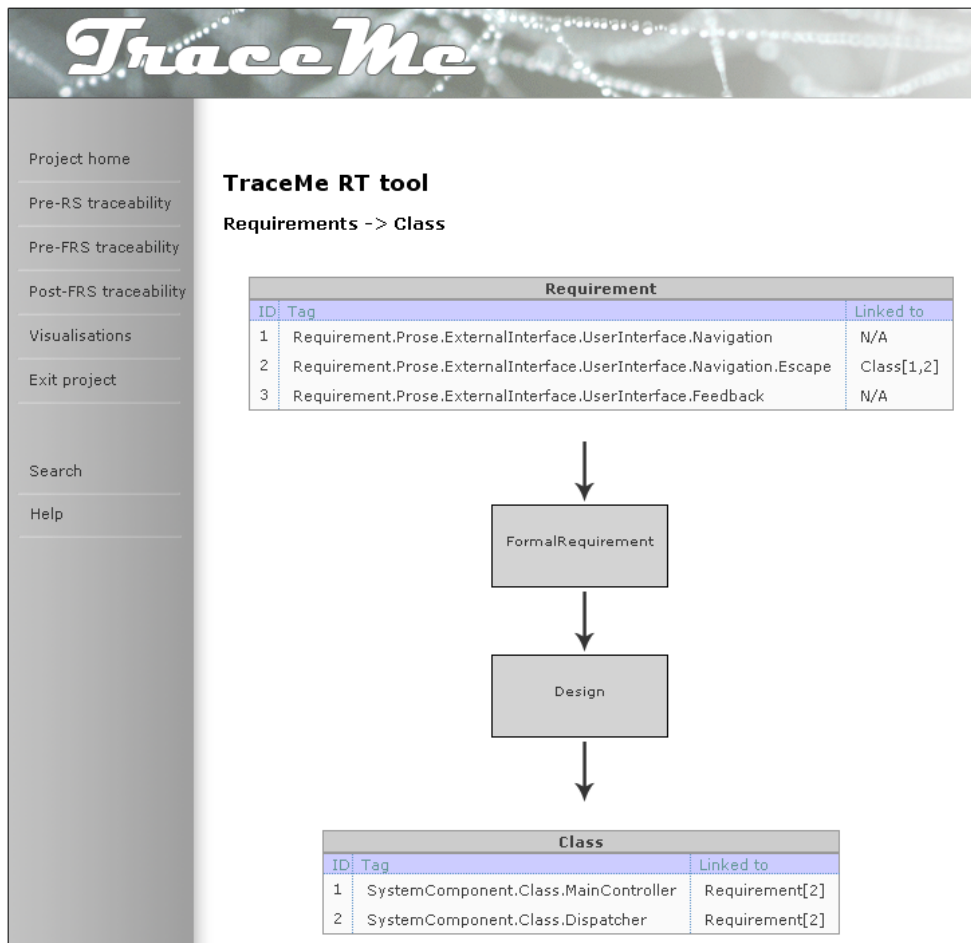 TraceMe
Project home
Pre-RS traceability
Pre-FRS traceability
Post-FRS traceability
Visualisations
Exit project
Search
Help
TraceMe RT tool
Requirements -> Class
Requirement
ID Tag Linked to
1 Requirement.Prose.ExternalInterface.UserInterface.Navigation N/A
2 Requirement.Prose.ExternalInterface.UserInterface.Navigation.Escape Class[1,2]
3 Requirement.Prose.ExternalInterface.UserInterface.Feedback N/A
FormalRequirement
Design
Class
ID Tag Linked to
1 SystemComponent.Class.MainController Requirement[2]
2 SystemComponent.Class.Dispatcher Requirement[2]